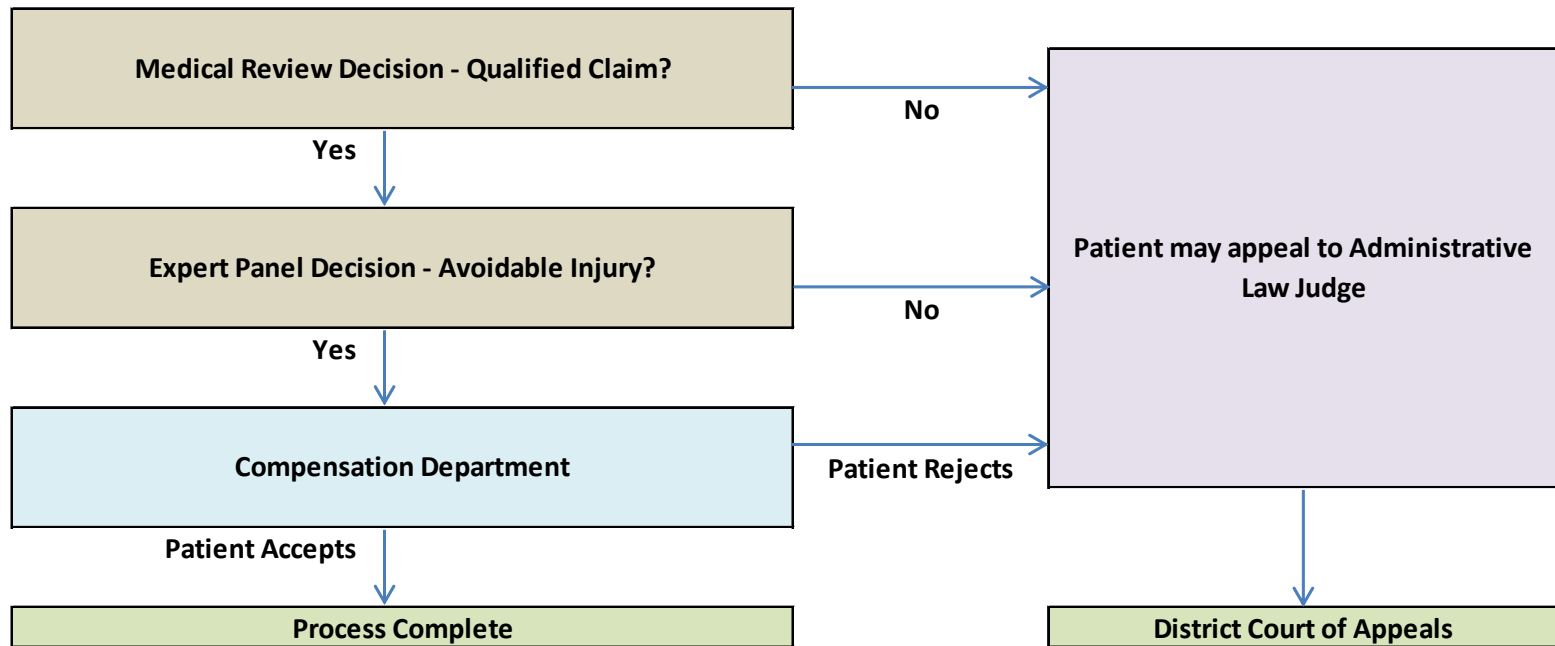 Medical Review Decision - Qualified Claim?
No
Yes
Expert Panel Decision - Avoidable Injury?
No
Yes
Patient may appeal to Administrative
Law Judge
Compensation Department
Patient Rejects
Patient Accepts
Process Complete
District Court of Appeals